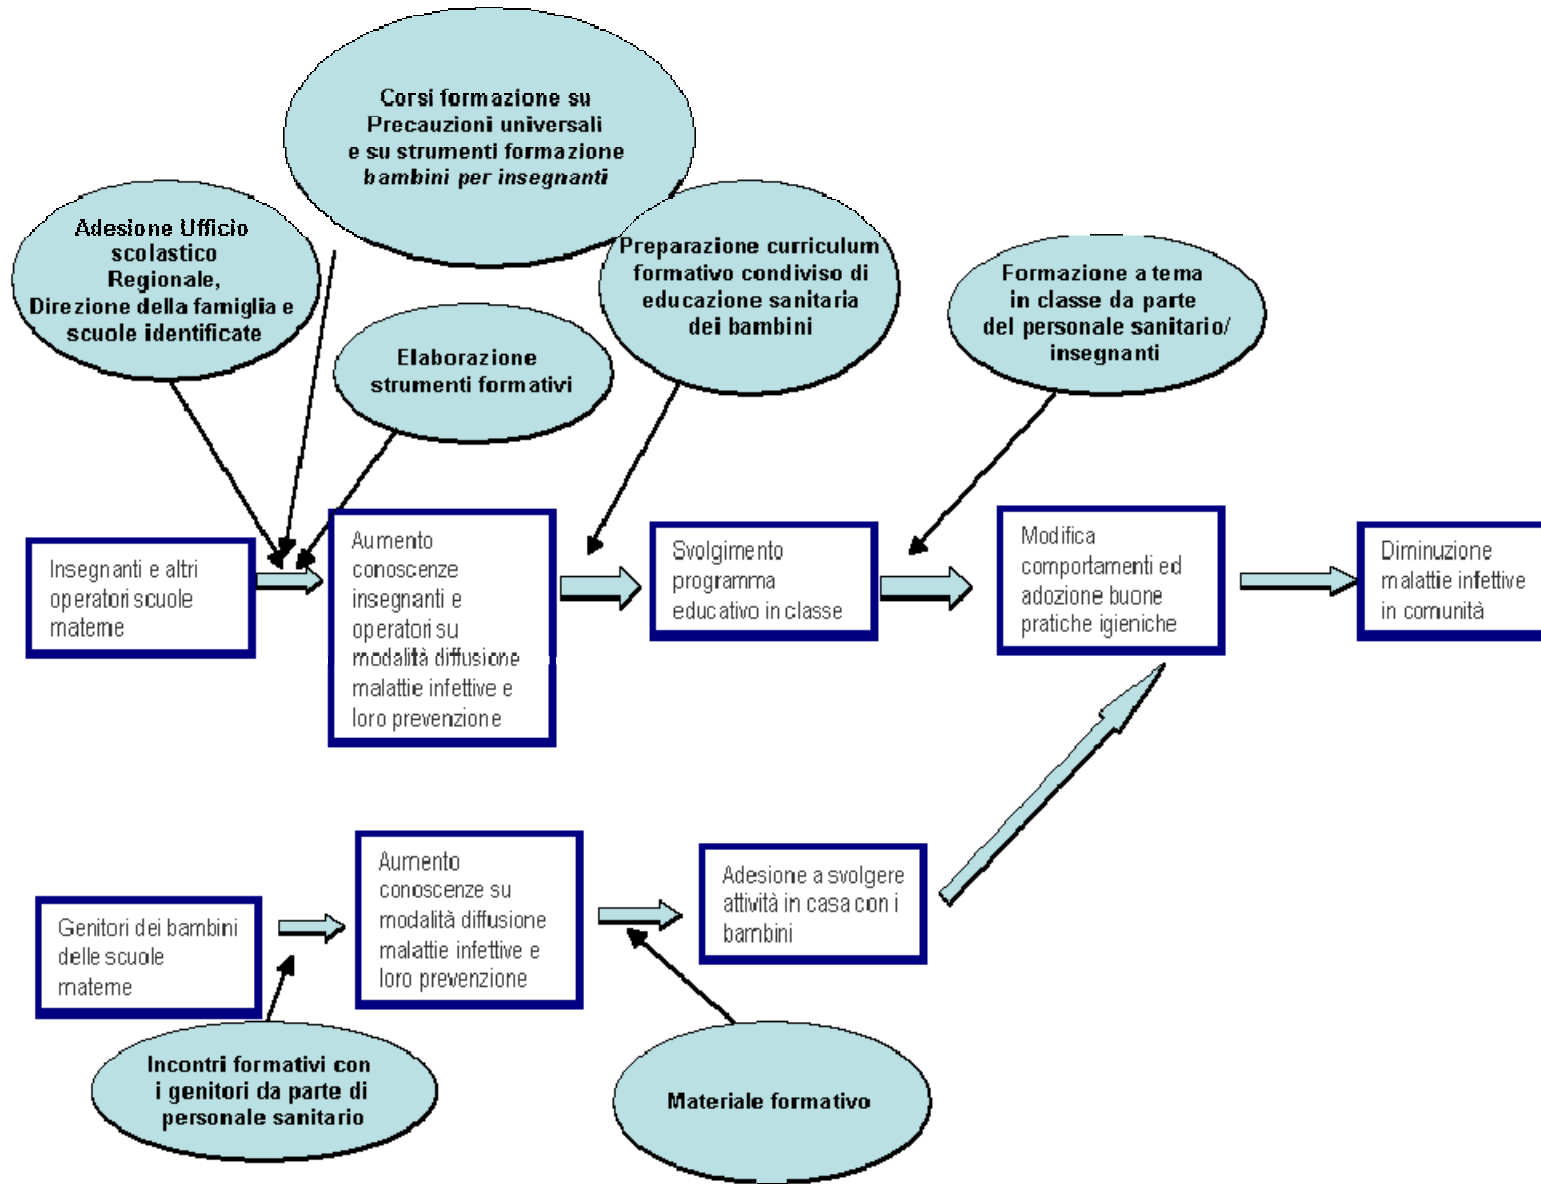 Corsi formazione su
Precauzioni universali
e su strumenti formazione
bambini per insegnanti
Adesione Ufficio
scolastico
Regionale,
Direzione della famiglia e
scuole identificate
Preparazione curriculum
formativo condiviso di
educazione sanitaria
dei bambini
Formazione a tema
in classe da parte
del personale sanitario/
insegnanti
Elaborazione
strumenti formativi
Insegnanti e altri
operatori scuole
materne
Aumento
conoscenze
insegnanti e
operatori su
modalità diffusione
malattie infettive e
loro prevenzione
Svolgimento
programma
educativo in classe
Modifica
comportamenti ed
adozione buone
pratiche igieniche
Diminuzione
malattie infettive
in comunità
Genitori dei bambini
delle scuole
materne
Aumento
conoscenze su
modalità diffusione
malattie infettive e
loro prevenzione
Adesione a svolgere
attività in casa con i
bambini
Incontri formativi con
i genitori da parte di
personale sanitario
Materiale formativo